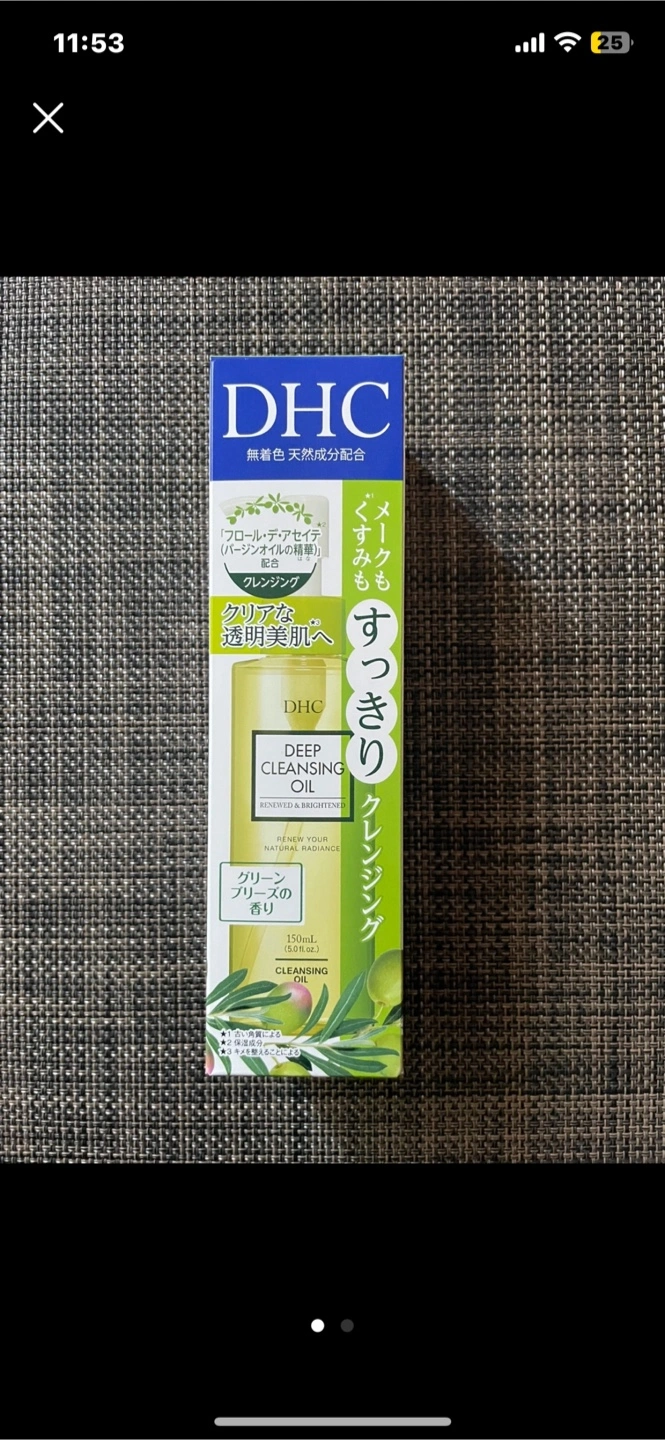 11:53
25
DHC
無着色 天然成分配合
「フロール・デ・アセイテ★2
(バージンオイルの精華)」
はな
配合
クレンジング
クリアな
透明美肌へ★3
メークも
★1
くすみも
すっきり
クレンジング
DHC
DEEP
CLEANSING
OIL
RENEWED & BRIGHTENED
RENEW YOUR
NATURAL RADIANCE
グリーン
ブリーズの
香り
150mL
(5.0 fl.oz.)
CLEANSING
OIL
★1 古い角質による
★2 保湿成分
★3 キメを整えることによる